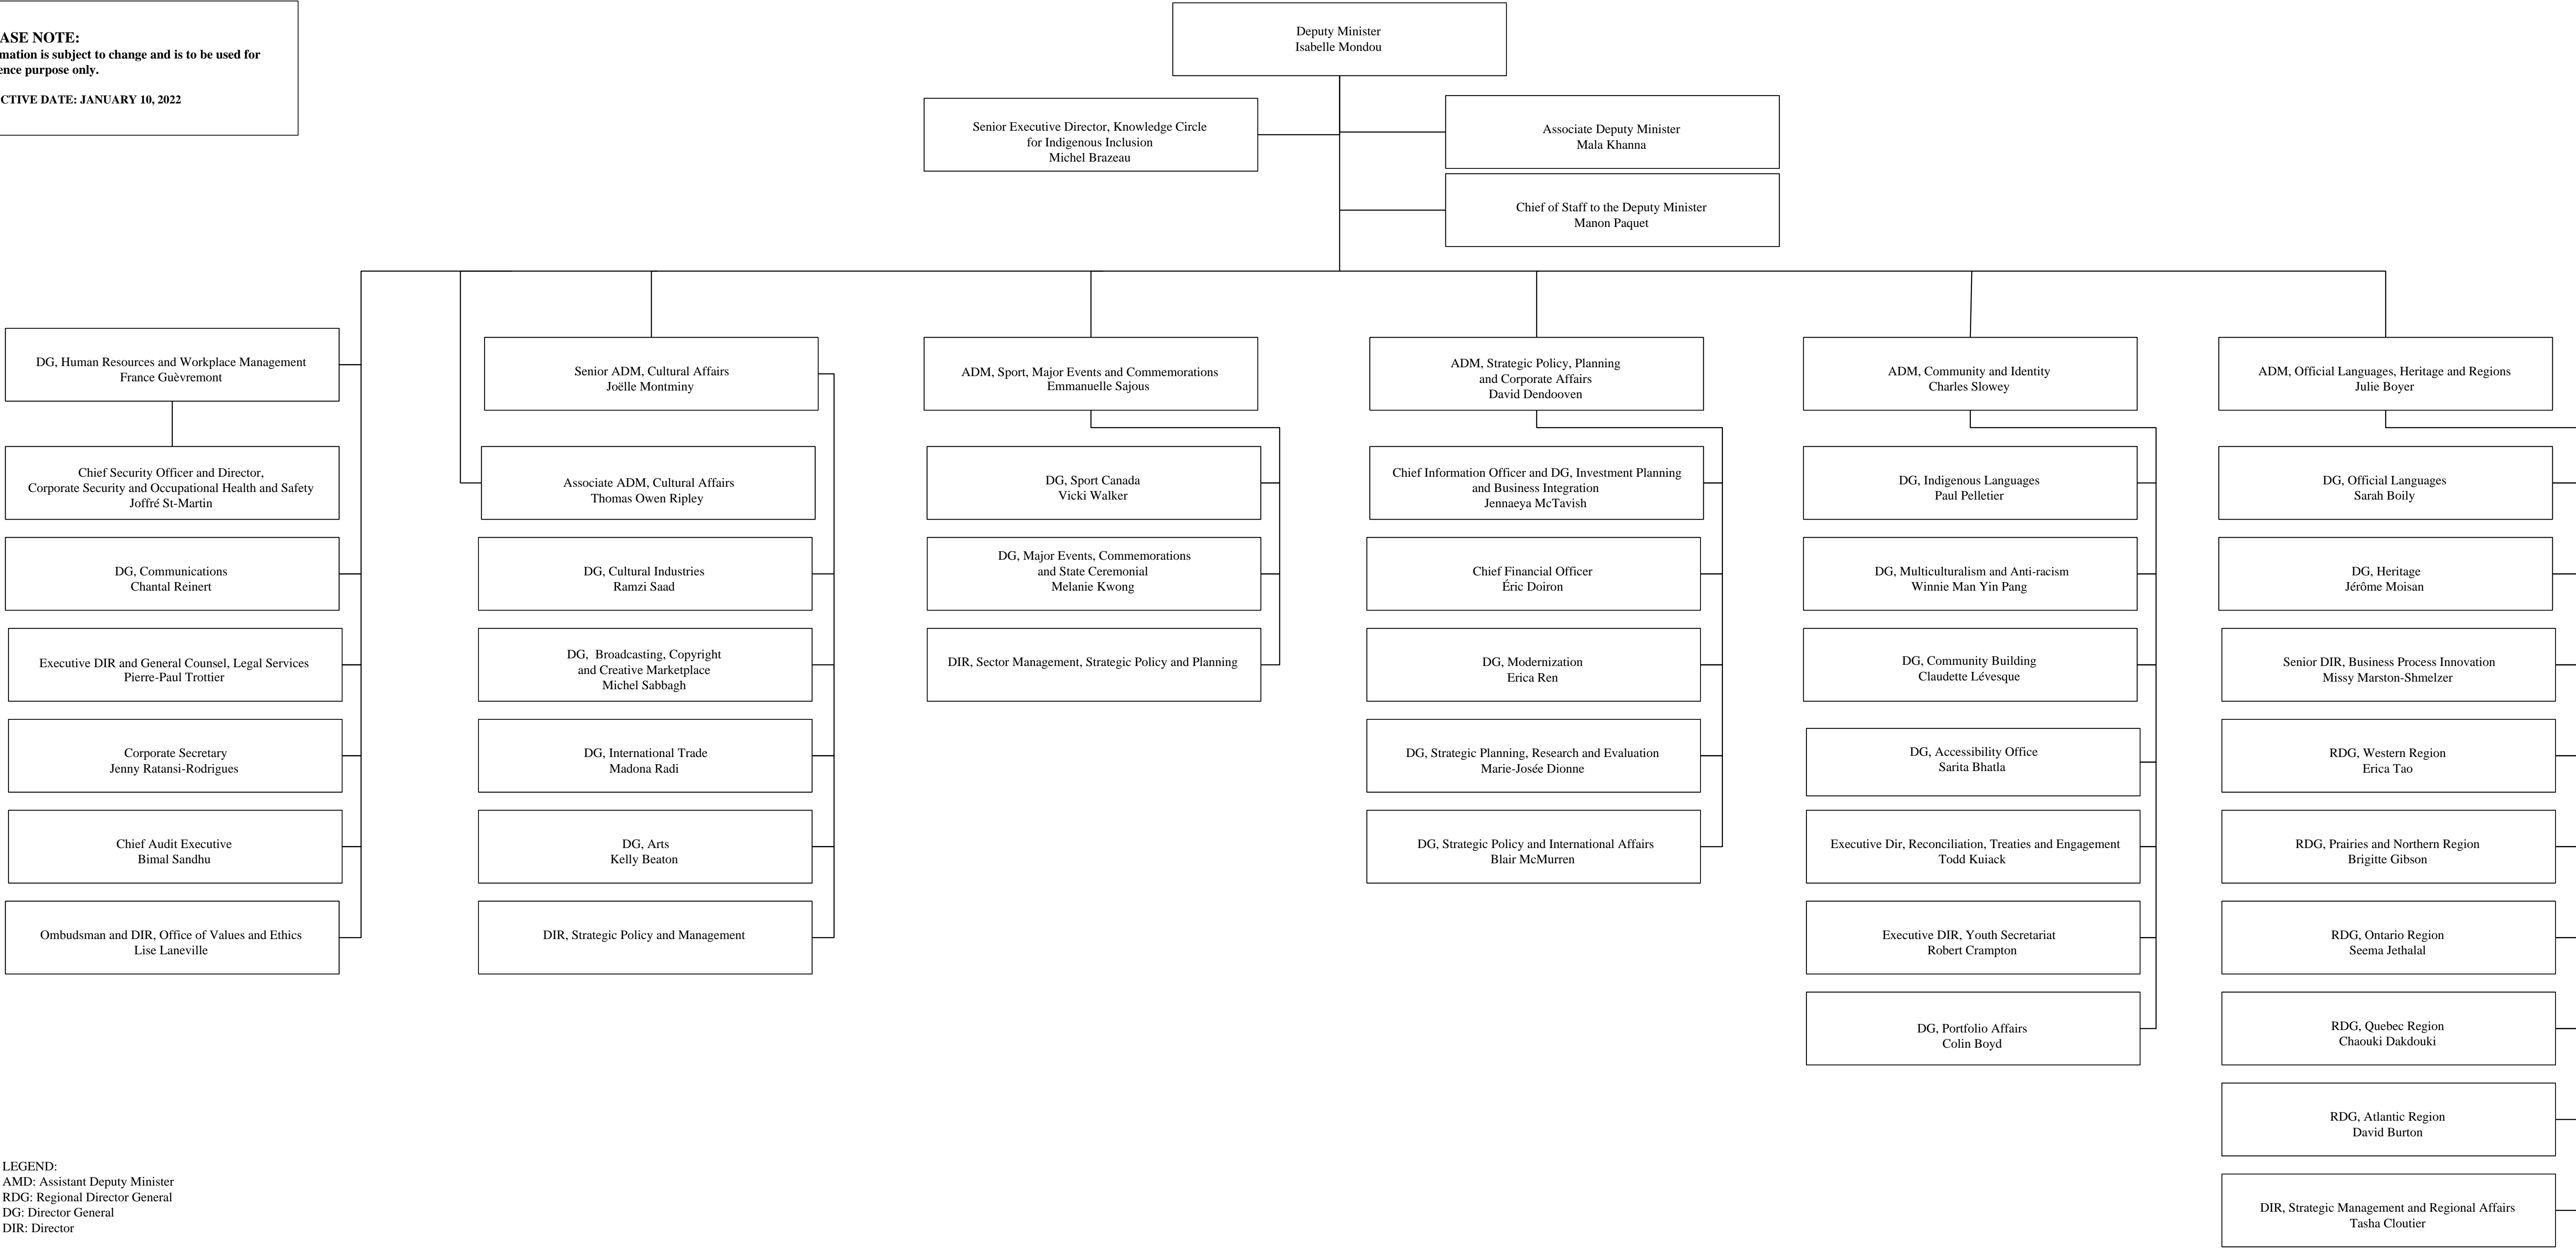 ASE NOTE:
mation is subject to change and is to be used for
ence purpose only.
CTIVE DATE: JANUARY 10, 2022
Deputy Minister
Isabelle Mondou
Senior Executive Director, Knowledge Circle
for Indigenous Inclusion
Michel Brazeau
Associate Deputy Minister
Mala Khanna
Chief of Staff to the Deputy Minister
Manon Paquet
DG, Human Resources and Workplace Management
France Guèvremont
Chief Security Officer and Director,
Corporate Security and Occupational Health and Safety
Joffré St-Martin
DG, Communications
Chantal Reinert
Executive DIR and General Counsel, Legal Services
Pierre-Paul Trottier
Corporate Secretary
Jenny Ratansi-Rodrigues
Chief Audit Executive
Bimal Sandhu
Ombudsman and DIR, Office of Values and Ethics
Lise Laneville
Senior ADM, Cultural Affairs
Joëlle Montminy
Associate ADM, Cultural Affairs
Thomas Owen Ripley
DG, Cultural Industries
Ramzi Saad
DG, Broadcasting, Copyright
and Creative Marketplace
Michel Sabbagh
DG, International Trade
Madona Radi
DG, Arts
Kelly Beaton
DIR, Strategic Policy and Management
ADM, Sport, Major Events and Commemorations
Emmanuelle Sajous
DG, Sport Canada
Vicki Walker
DG, Major Events, Commemorations
and State Ceremonial
Melanie Kwong
DIR, Sector Management, Strategic Policy and Planning
ADM, Strategic Policy, Planning
and Corporate Affairs
David Dendooven
Chief Information Officer and DG, Investment Planning
and Business Integration
Jennaeya McTavish
Chief Financial Officer
Éric Doiron
DG, Modernization
Erica Ren
DG, Strategic Planning, Research and Evaluation
Marie-Josée Dionne
DG, Strategic Policy and International Affairs
Blair McMurren
ADM, Community and Identity
Charles Slowey
DG, Indigenous Languages
Paul Pelletier
DG, Multiculturalism and Anti-racism
Winnie Man Yin Pang
DG, Community Building
Claudette Lévesque
DG, Accessibility Office
Sarita Bhatla
Executive Dir, Reconciliation, Treaties and Engagement
Todd Kuiack
Executive DIR, Youth Secretariat
Robert Crampton
DG, Portfolio Affairs
Colin Boyd
ADM, Official Languages, Heritage and Regions
Julie Boyer
DG, Official Languages
Sarah Boily
DG, Heritage
Jérôme Moisan
Senior DIR, Business Process Innovation
Missy Marston-Shmelzer
RDG, Western Region
Erica Tao
RDG, Prairies and Northern Region
Brigitte Gibson
RDG, Ontario Region
Seema Jethalal
RDG, Quebec Region
Chaouki Dakdouki
RDG, Atlantic Region
David Burton
DIR, Strategic Management and Regional Affairs
Tasha Cloutier
LEGEND:
AMD: Assistant Deputy Minister
RDG: Regional Director General
DG: Director General
DIR: Director